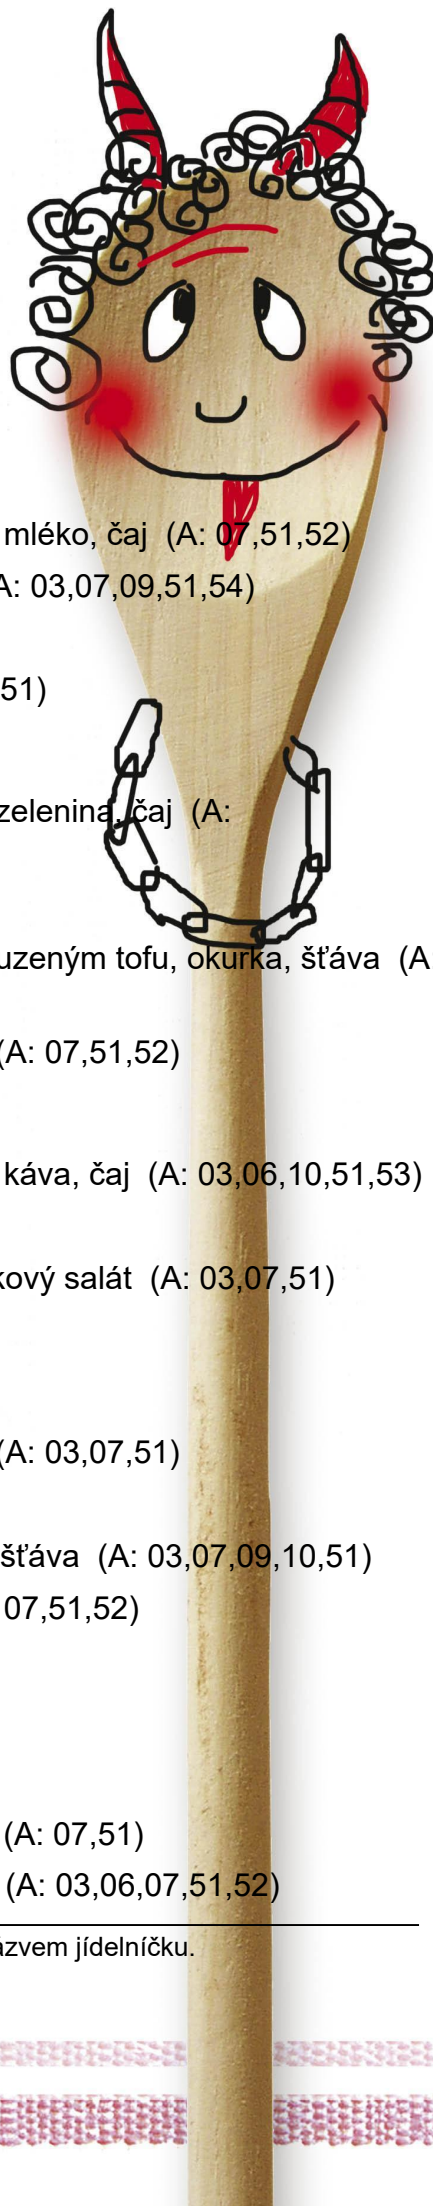 mléko, čaj (A: 07,51,52)
A: 03,07,09,51,54)
51)
zelenina, čaj (A:
uzeným tofu, okurka, šťáva (A
(A: 07,51,52)
káva, čaj (A: 03,06,10,51,53)
kový salát (A: 03,07,51)
(A: 03,07,51)
šťáva (A: 03,07,09,10,51)
07,51,52)
(A: 07,51)
(A: 03,06,07,51,52)
ázvem jídelníčku.